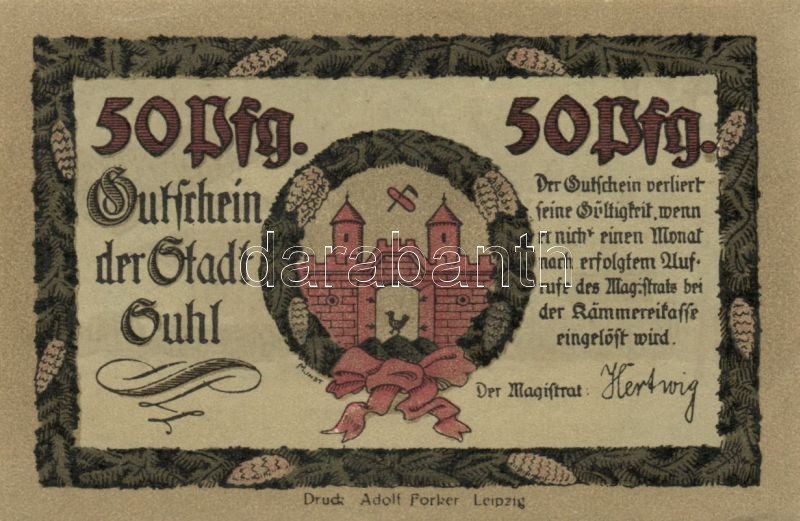 50 Pfg.
50 Pfg.
Gutschein
der Stadt
Suhl
Der Gutschein verliert
seine Gültigkeit, wenn
er nicht einen Monat
nach erfolgtem Auf-
rufe des Magistrats bei
der Kämmereikasse
eingelöst wird.
Der Magistrat: Hertwig
darabanth
Druck Adolf Forker Leipzig